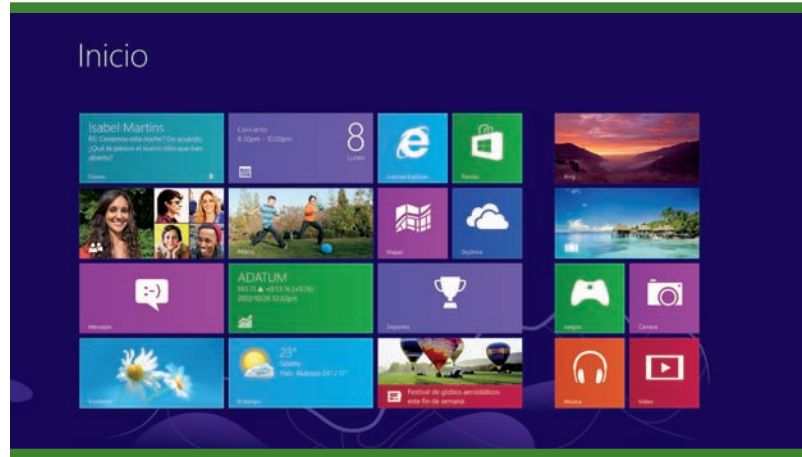 Inicio
Isabel Martins
RE: Cenamos esta noche? De acuerdo
¿Qué te parece el nuevo sitio que han
abierto?
Correo
8
Concierto
8:30pm - 10:00pm
8
Lunes
Internet Explorer
Tienda
Bing
Fotos
Mapas
SkyDrive
Mensajes
ADATUM
Deportes
Juegos
Cámara
23°
París
El tiempo
Festival de globos aerostáticos
este fin de semana
Música
Vídeo